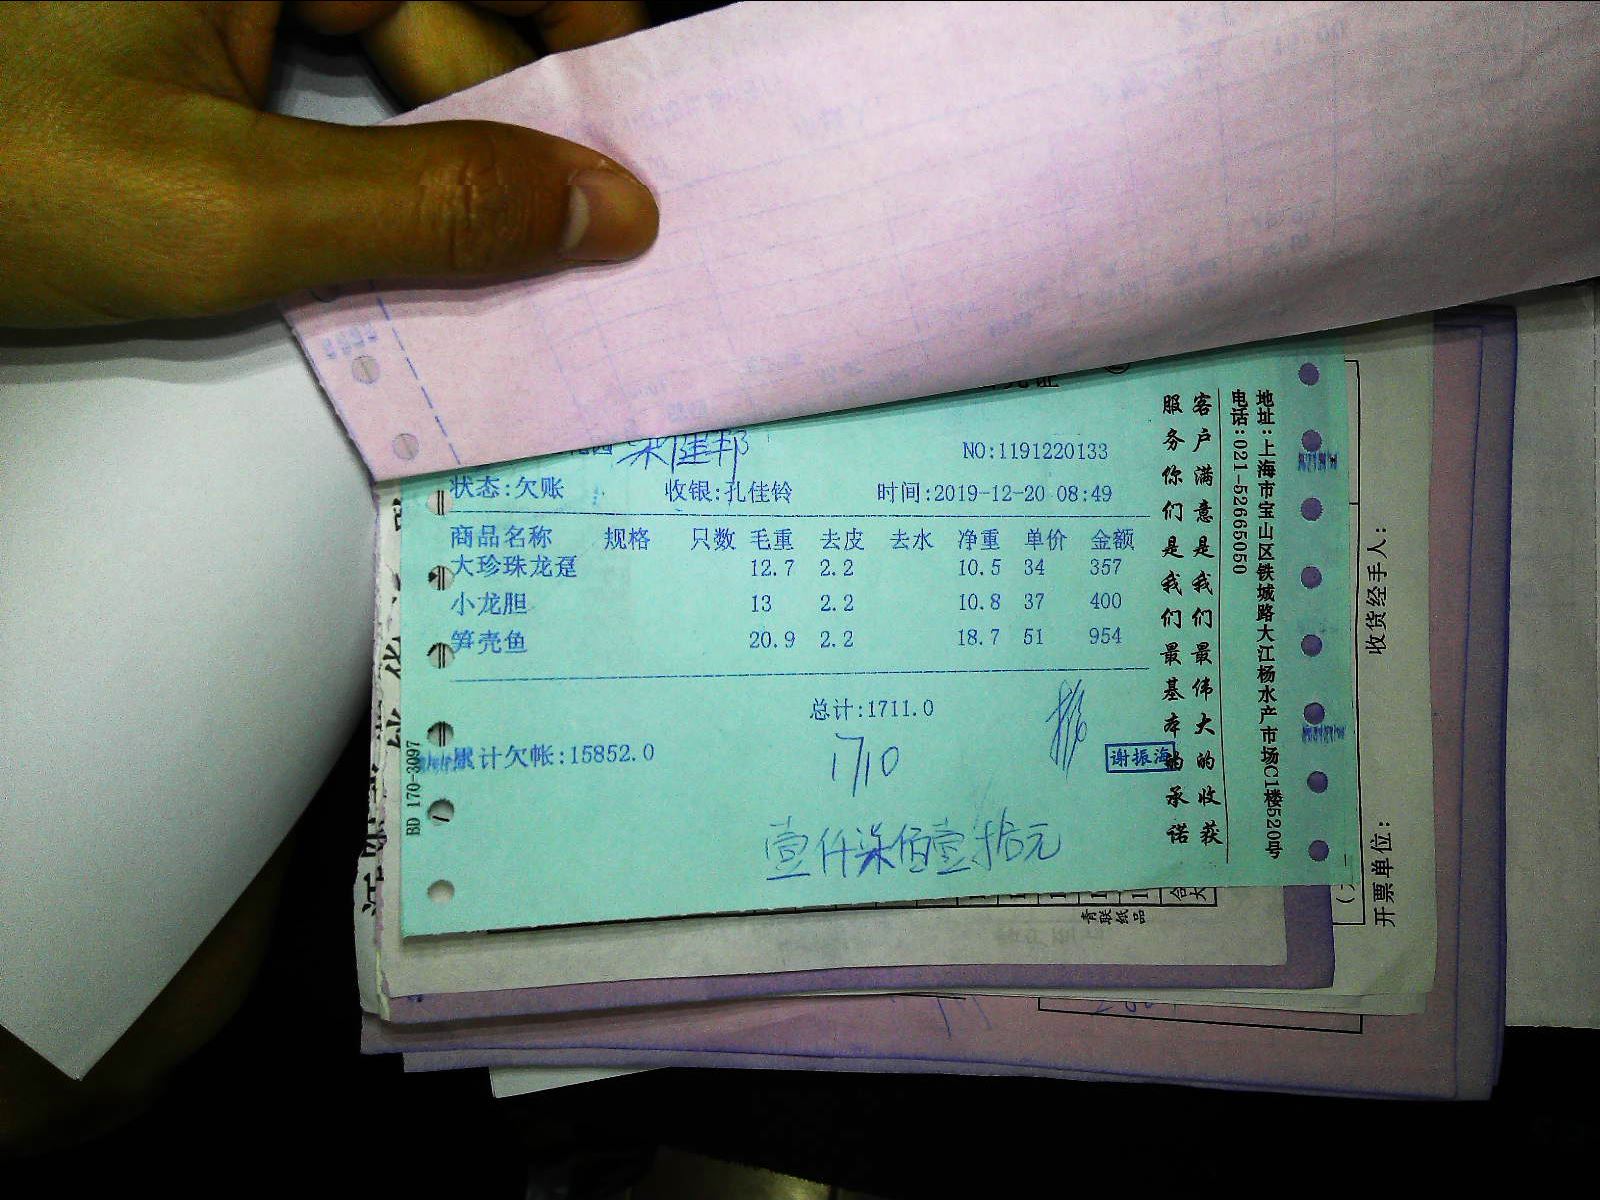 梁健邦
NO:1191220133
状态:欠账 收银:孔佳铃 时间:2019-12-20 08:49
商品名称 规格 只数 毛重 去皮 去水 净重 单价 金额
大珍珠龙趸 12.7 2.2 10.5 34 357
小龙胆 13 2.2 10.8 37 400
笋壳鱼 20.9 2.2 18.7 51 954
总计:1711.0
累计欠帐:15852.0
1710
谢振海
壹仟柒佰壹拾元
BD 170-3097
客户满意是我们最伟大的收获
服务你们是我们最基本的承诺
地址:上海市宝山区铁城路大江杨水产市场C1楼520号
电话:021-52665050
收货经手人:
开票单位:
青联纸品